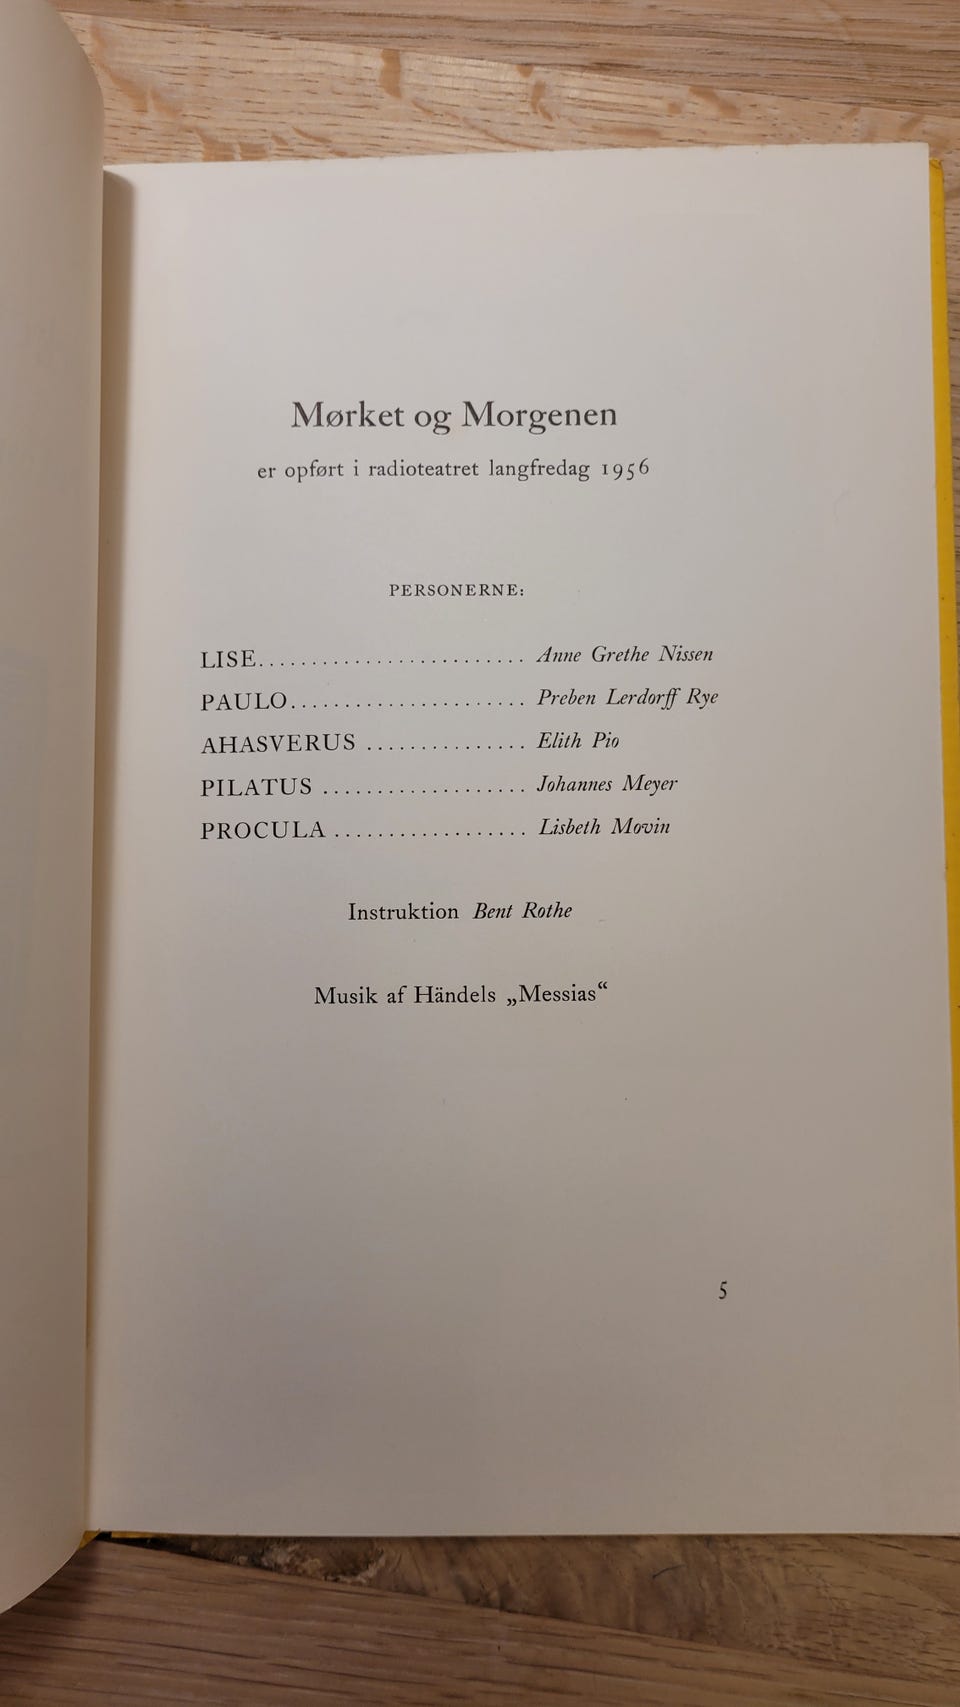 Mørket og Morgenen
er opført i radioteatret langfredag 1956
PERSONERNE:
LISE......................... Anne Grethe Nissen
PAULO...................... Preben Lerdorff Rye
AHASVERUS ............... Elith Pio
PILATUS ................... Johannes Meyer
PROCULA .................. Lisbeth Movin
Instruktion Bent Rothe
Musik af Händels „Messias“
5